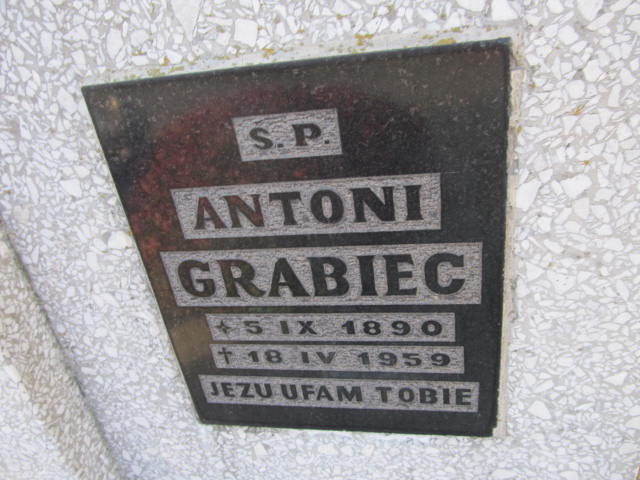 S.P.
ANTONI
GRABIEC
+ 5 IX 1890
† 18 IV 1959
JEZU UFAM TOBIE